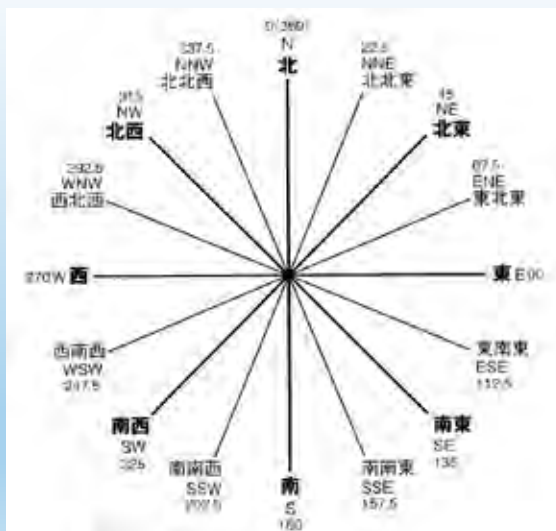 0(360)
N
北
337.5
NNW
北北西
22.5
NNE
北北東
315
NW
北西
45
NE
北東
292.5
WNW
西北西
67.5
ENE
東北東
270W 西
東 E90
西南西
WSW
247.5
東南東
ESE
112.5
南西
SW
225
南東
SE
135
南南西
SSW
202.5
南南東
SSE
157.5
南
S
180